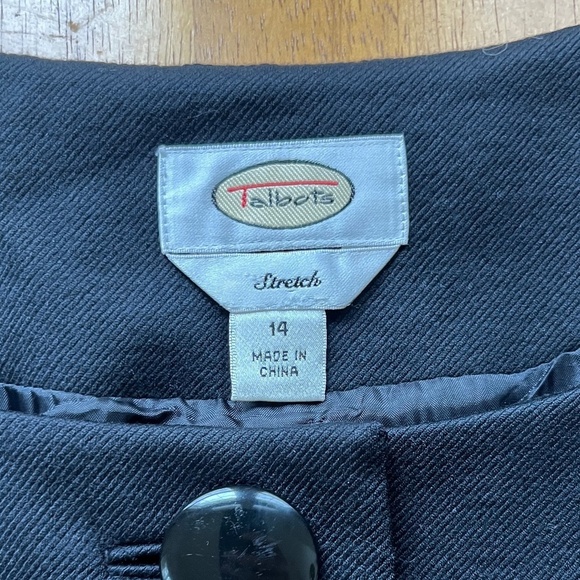 Talbots
Stretch
14
MADE IN
CHINA